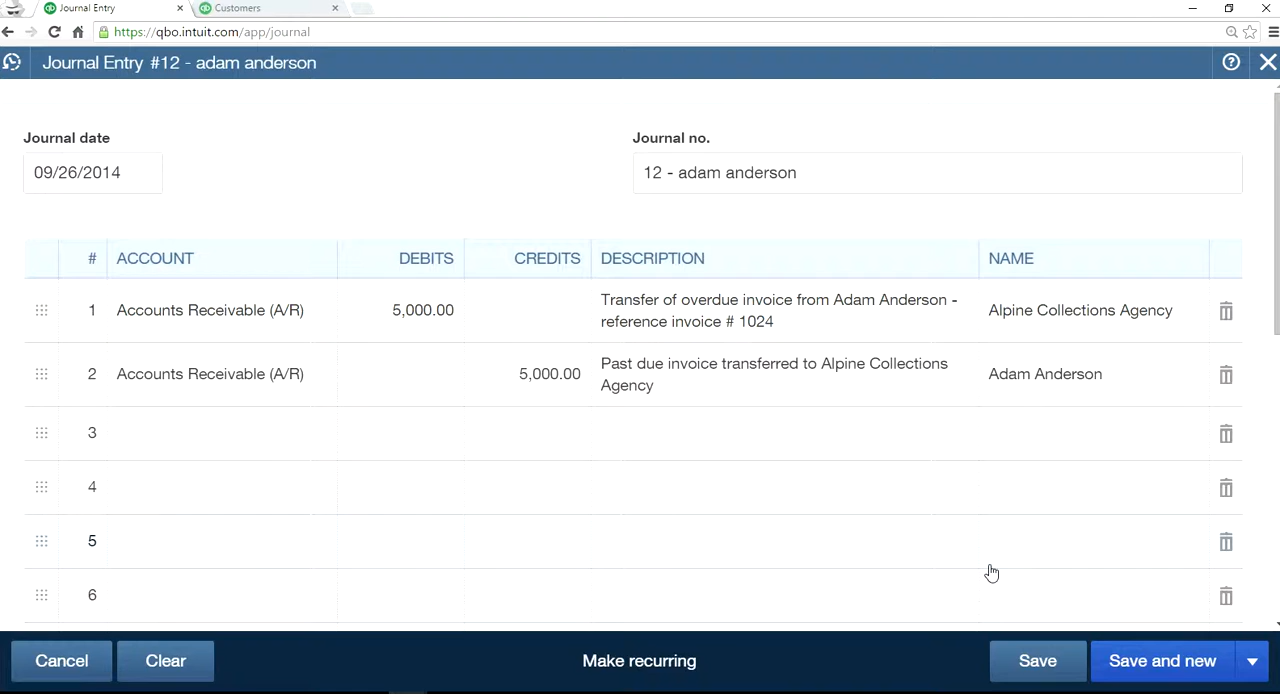 Journal Entry
Customers
https://qbo.intuit.com/app/journal
Journal Entry #12 - adam anderson
Journal date
Journal no.
09/26/2014
12 - adam anderson
# ACCOUNT DEBITS CREDITS DESCRIPTION NAME
1 Accounts Receivable (A/R) 5,000.00 Transfer of overdue invoice from Adam Anderson - Alpine Collections Agency
reference invoice # 1024
2 Accounts Receivable (A/R) 5,000.00 Past due invoice transferred to Alpine Collections Adam Anderson
Agency
3
4
5
6
Cancel Clear Make recurring Save Save and new